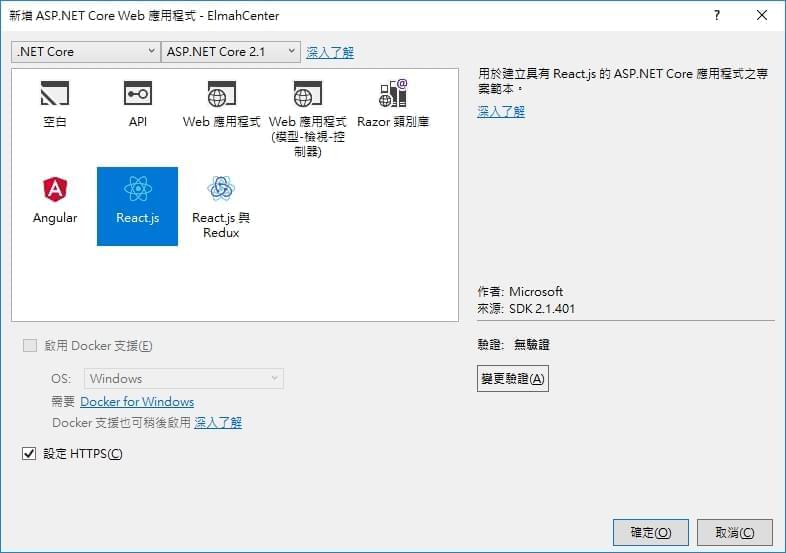 新增 ASP.NET Core Web 應用程式 - ElmahCenter
?
.NET Core
ASP.NET Core 2.1
深入了解
空白
API
Web 應用程式
Web 應用程式
(模型-檢視-控
制器)
Razor 類別庫
Angular
React.js
React.js 與
Redux
用於建立具有 React.js 的 ASP.NET Core 應用程式之專
案範本。
深入了解
作者: Microsoft
來源: SDK 2.1.401
驗證: 無驗證
變更驗證(A)
啟用 Docker 支援(E)
OS: Windows
需要 Docker for Windows
Docker 支援也可稍後啟用 深入了解
設定 HTTPS(C)
確定(O)
取消(C)